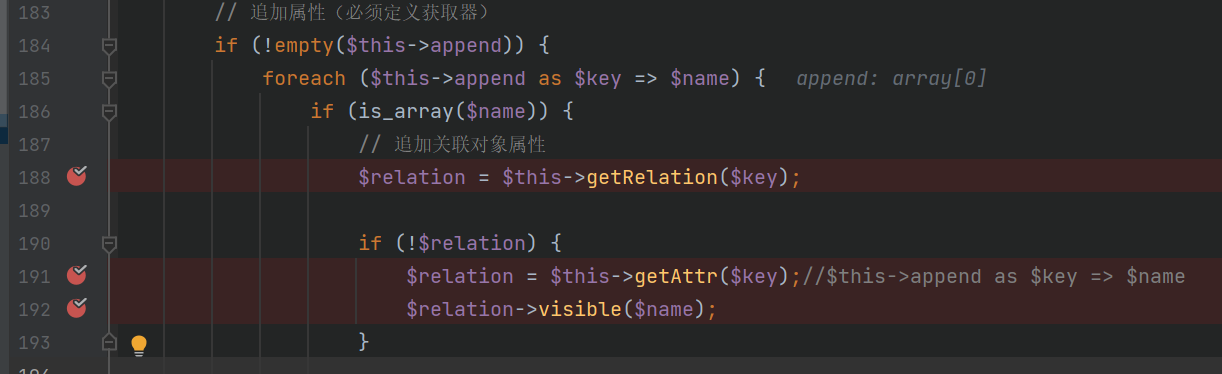 183 // 追加属性（必须定义获取器）
184 if (!empty($this->append)) {
185 foreach ($this->append as $key => $name) { append: array[0]
186 if (is_array($name)) {
187 // 追加关联对象属性
188 $relation = $this->getRelation($key);
189
190 if (!$relation) {
191 $relation = $this->getAttr($key);//$this->append as $key => $name
192 $relation->visible($name);
193 }